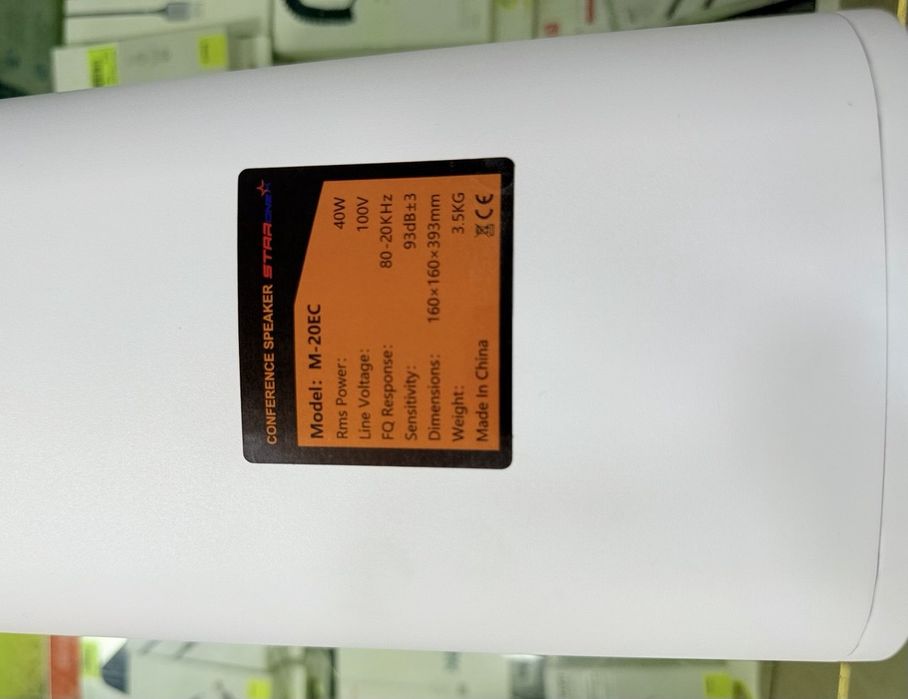 CONFERENCE SPEAKER STAR ONE
Model: M-20EC
Rms Power: 40W
Line Voltage: 100V
FQ Response: 80-20KHz
Sensitivity: 93dB±3
Dimensions: 160×160×393mm
Weight: 3.5KG
Made In China CE